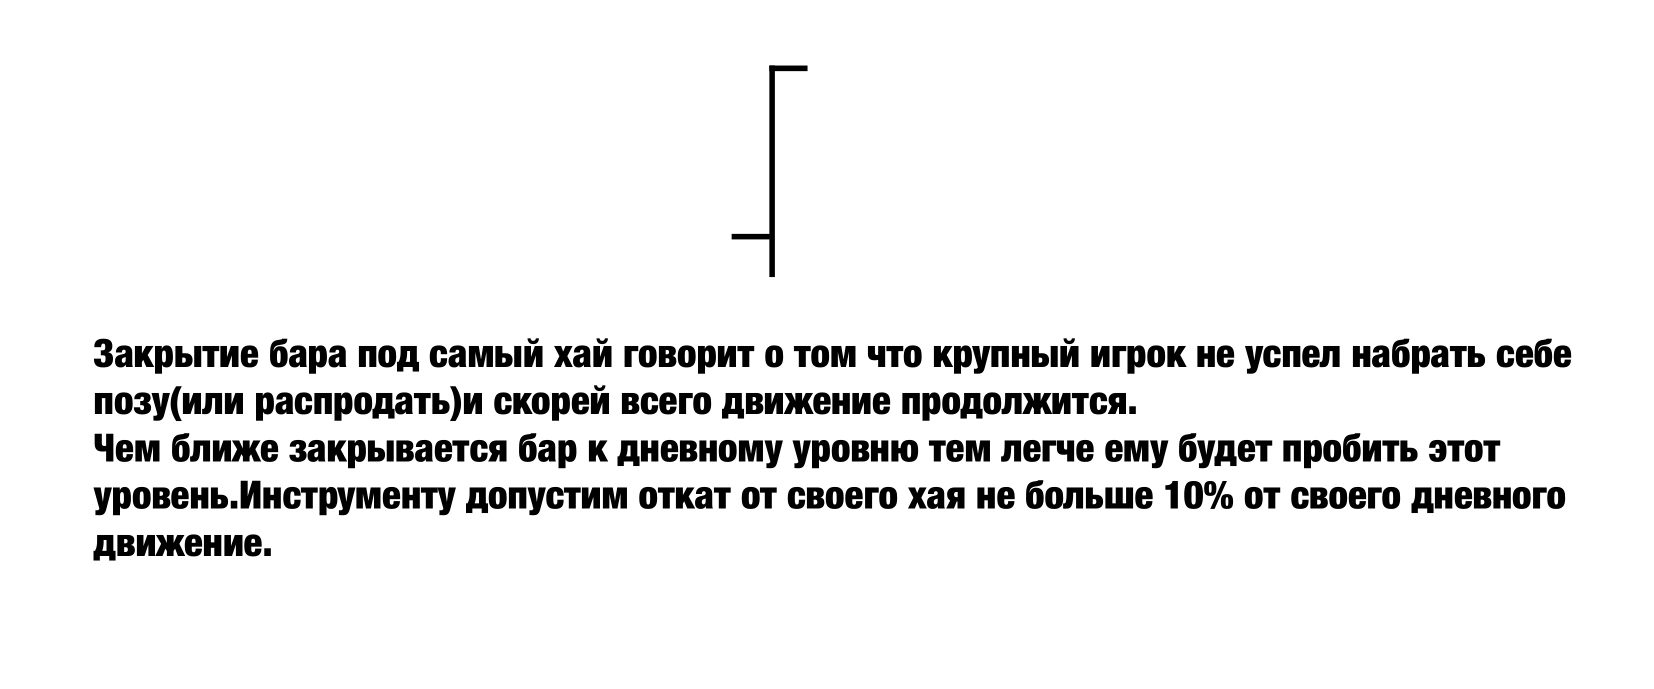 Закрытие бара под самый хай говорит о том что крупный игрок не успел набрать себе
позу(или распродать)и скорей всего движение продолжится.
Чем ближе закрывается бар к дневному уровню тем легче ему будет пробить этот
уровень.Инструменту допустим откат от своего хая не больше 10% от своего дневного
движение.